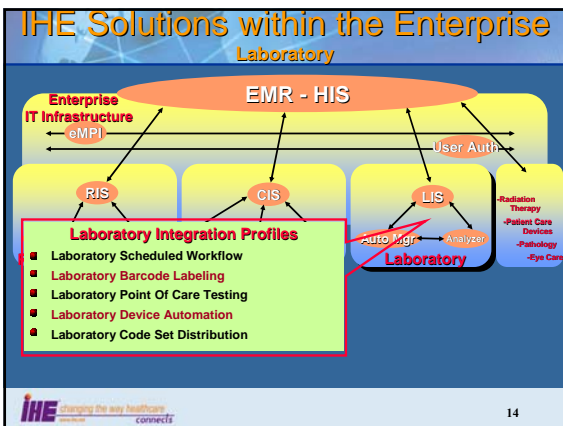 IHE Solutions within the Enterprise
Laboratory
EMR - HIS
Enterprise
IT Infrastructure
eMPI
User Auth
RIS
CIS
LIS
Auto Mgr
Analyzer
Laboratory
-Radiation
Therapy
-Patient Care
Devices
-Pathology
-Eye Care
Laboratory Integration Profiles
Laboratory Scheduled Workflow
Laboratory Barcode Labeling
Laboratory Point Of Care Testing
Laboratory Device Automation
Laboratory Code Set Distribution
IHE
changing the way healthcare
connects
14